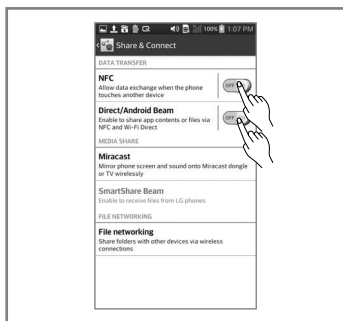 100% 1:07 PM
Share & Connect
DATA TRANSFER
NFC
Allow data exchange when the phone
touches another device
OFF
Direct/Android Beam
Enable to share app contents or files via
NFC and Wi-Fi Direct
OFF
MEDIA SHARE
Miracast
Mirror phone screen and sound onto Miracast dongle
or TV wirelessly
SmartShare Beam
Enable to receive files from LG phones
FILE NETWORKING
File networking
Share folders with other devices via wireless
connections